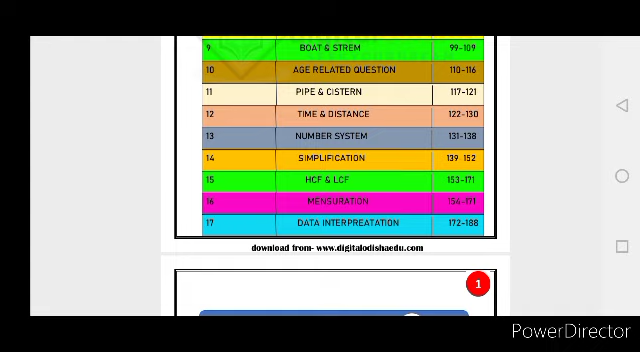 9 BOAT & STREM 99-109
10 AGE RELATED QUESTION 110-116
11 PIPE & CISTERN 117-121
12 TIME & DISTANCE 122-130
13 NUMBER SYSTEM 131-138
14 SIMPLIFICATION 139-152
15 HCF & LCF 153-171
16 MENSURATION 154-171
17 DATA INTERPREATATION 172-188
download from- www.digitalodishaedu.com
1
PowerDirector